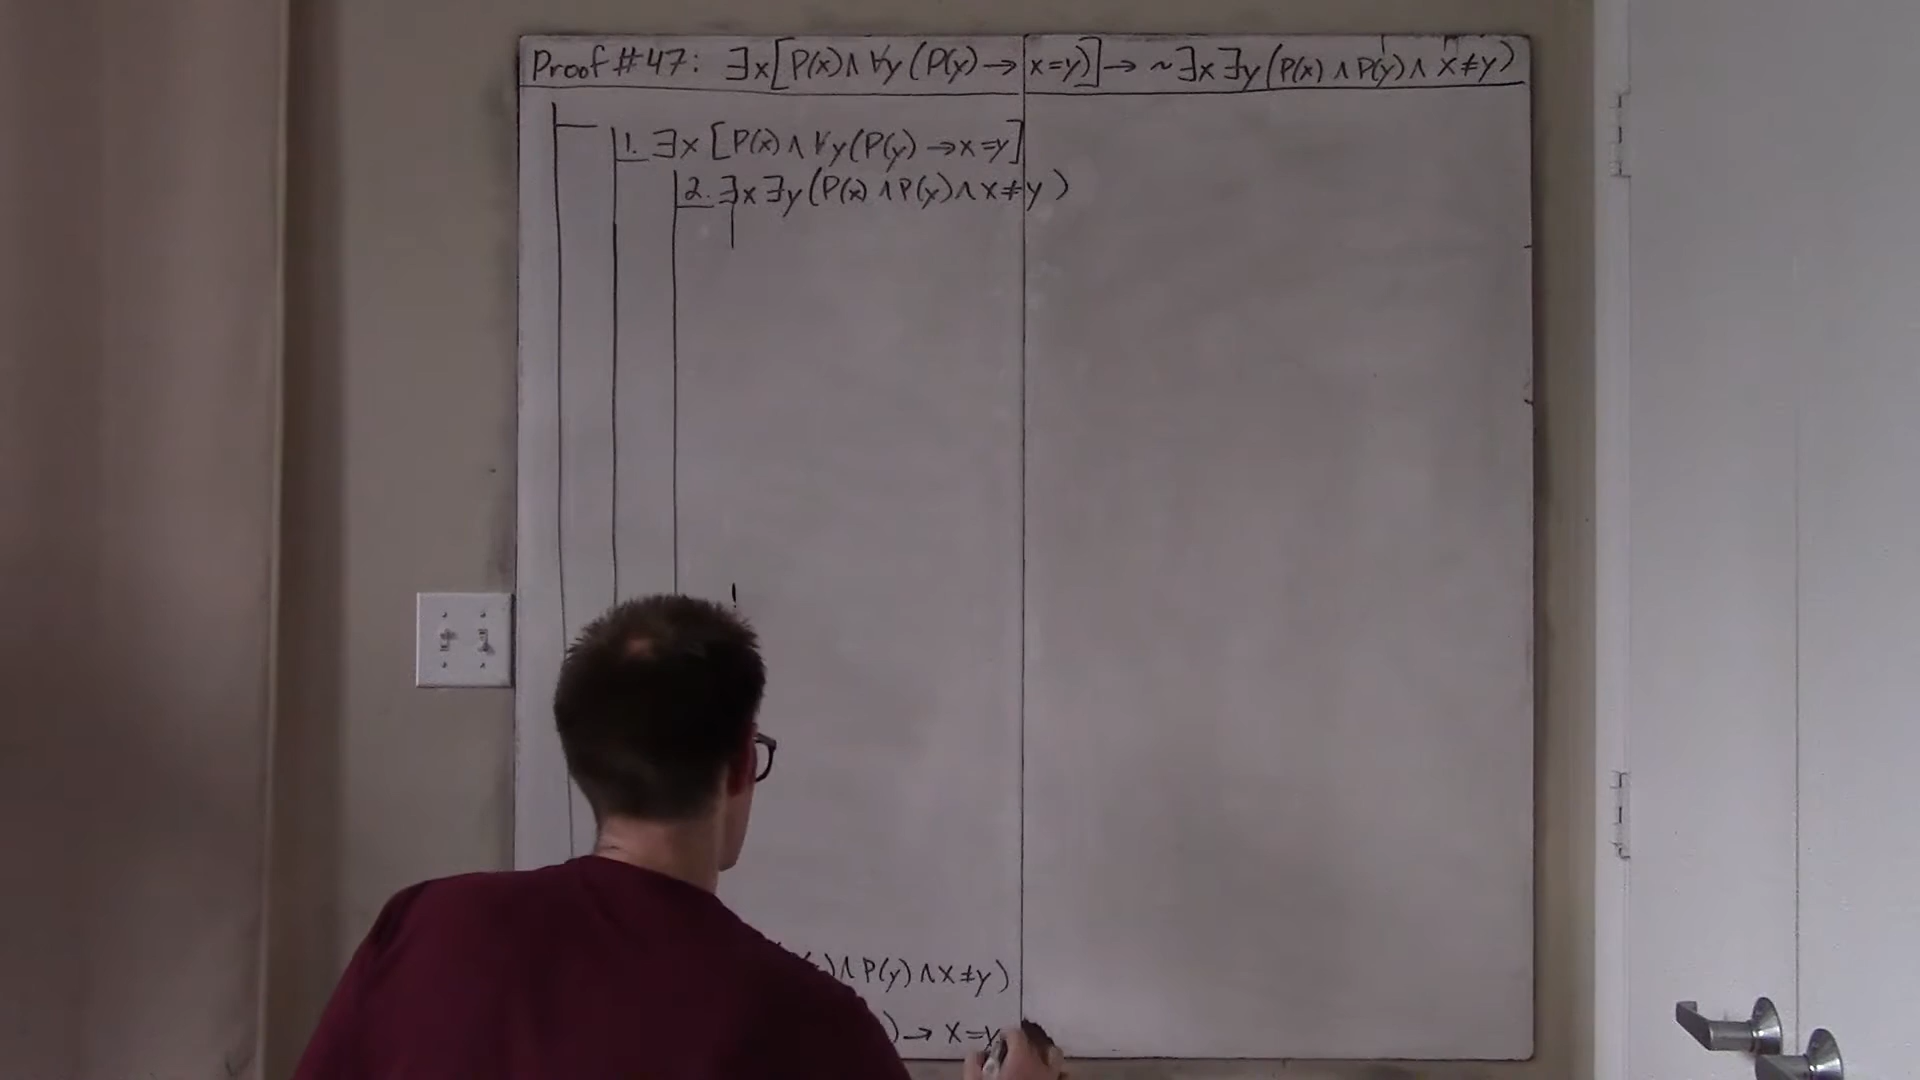 Proof #47: ∃x[P(x)∧∀y(P(y)→x=y)]→~∃x∃y(P(x)∧P(y)∧x≠y)
1. ∃x[P(x)∧∀y(P(y)→x=y]
2. ∃x∃y(P(x)∧P(y)∧x≠y)
)∧P(y)∧x≠y)
)→x=y